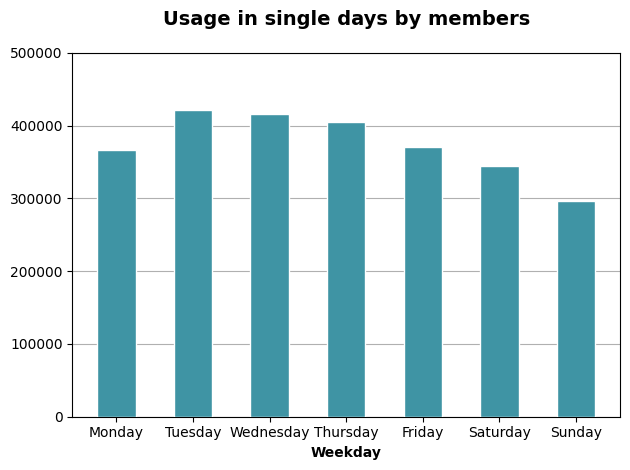 Usage in single days by members
500000
400000
300000
200000
100000
0
Monday Tuesday Wednesday Thursday Friday Saturday Sunday
Weekday